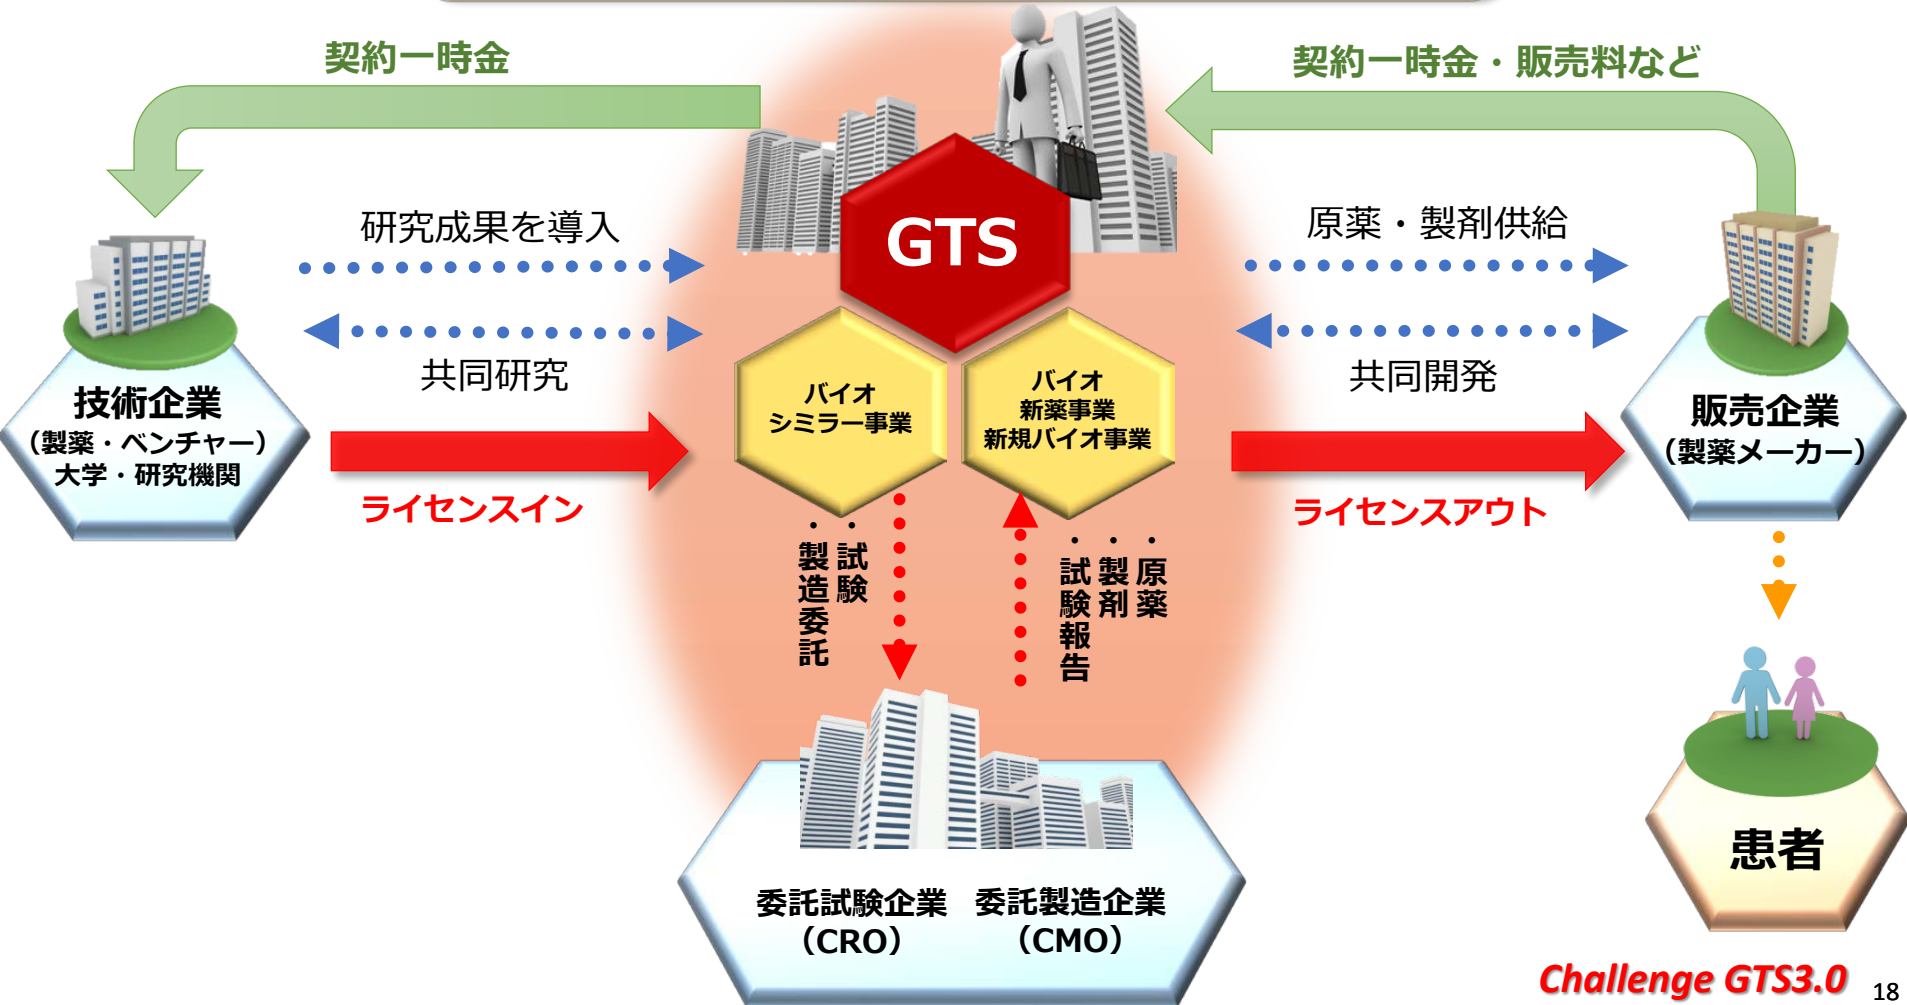 契約一時金
契約一時金・販売料など
研究成果を導入
共同研究
ライセンスイン
技術企業
（製薬・ベンチャー）
大学・研究機関
GTS
バイオ
シミラー事業
バイオ
新薬事業
新規バイオ事業
原薬・製剤供給
共同開発
ライセンスアウト
販売企業
（製薬メーカー）
・試験
・製造委託
・原薬
・製剤
・試験報告
委託試験企業
（CRO）
委託製造企業
（CMO）
患者
Challenge GTS3.0
18